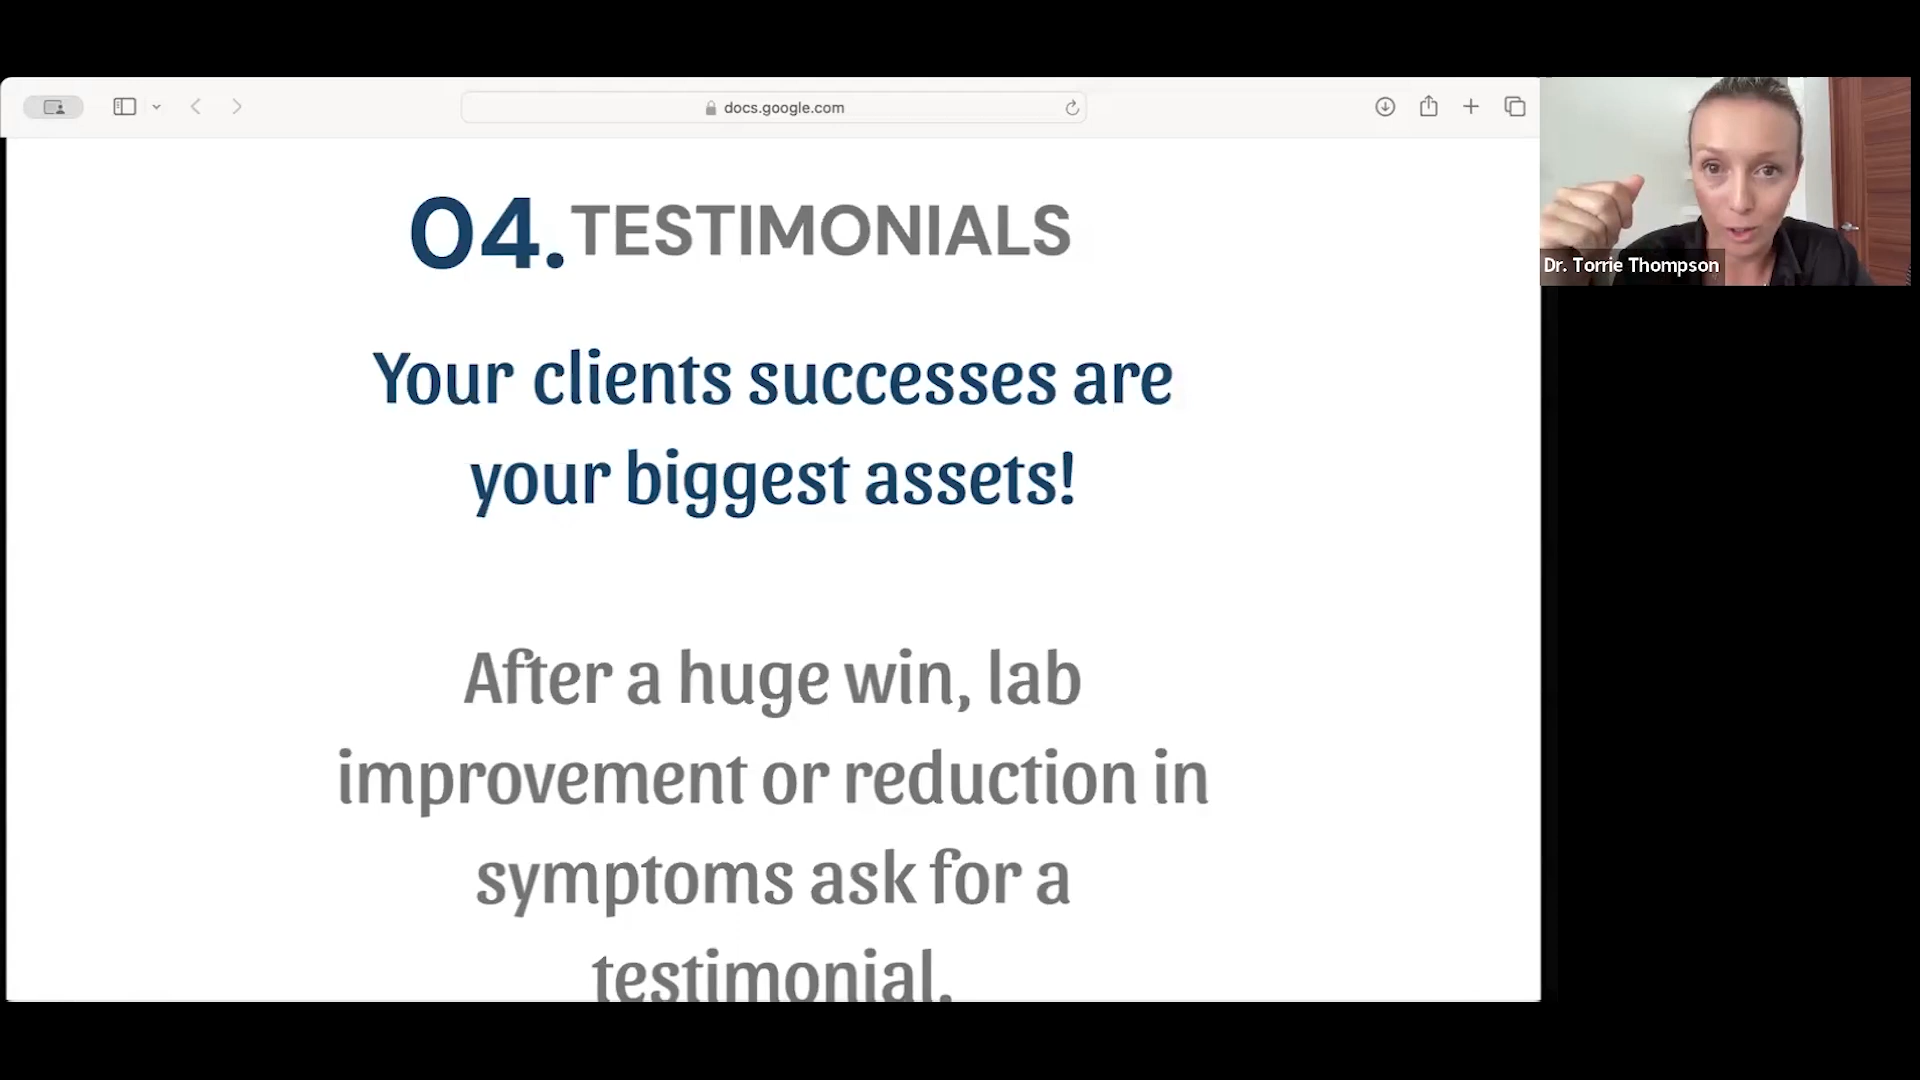 docs.google.com
04. TESTIMONIALS
Your clients successes are
your biggest assets!
After a huge win, lab
improvement or reduction in
symptoms ask for a
testimonial.
Dr. Torrie Thompson